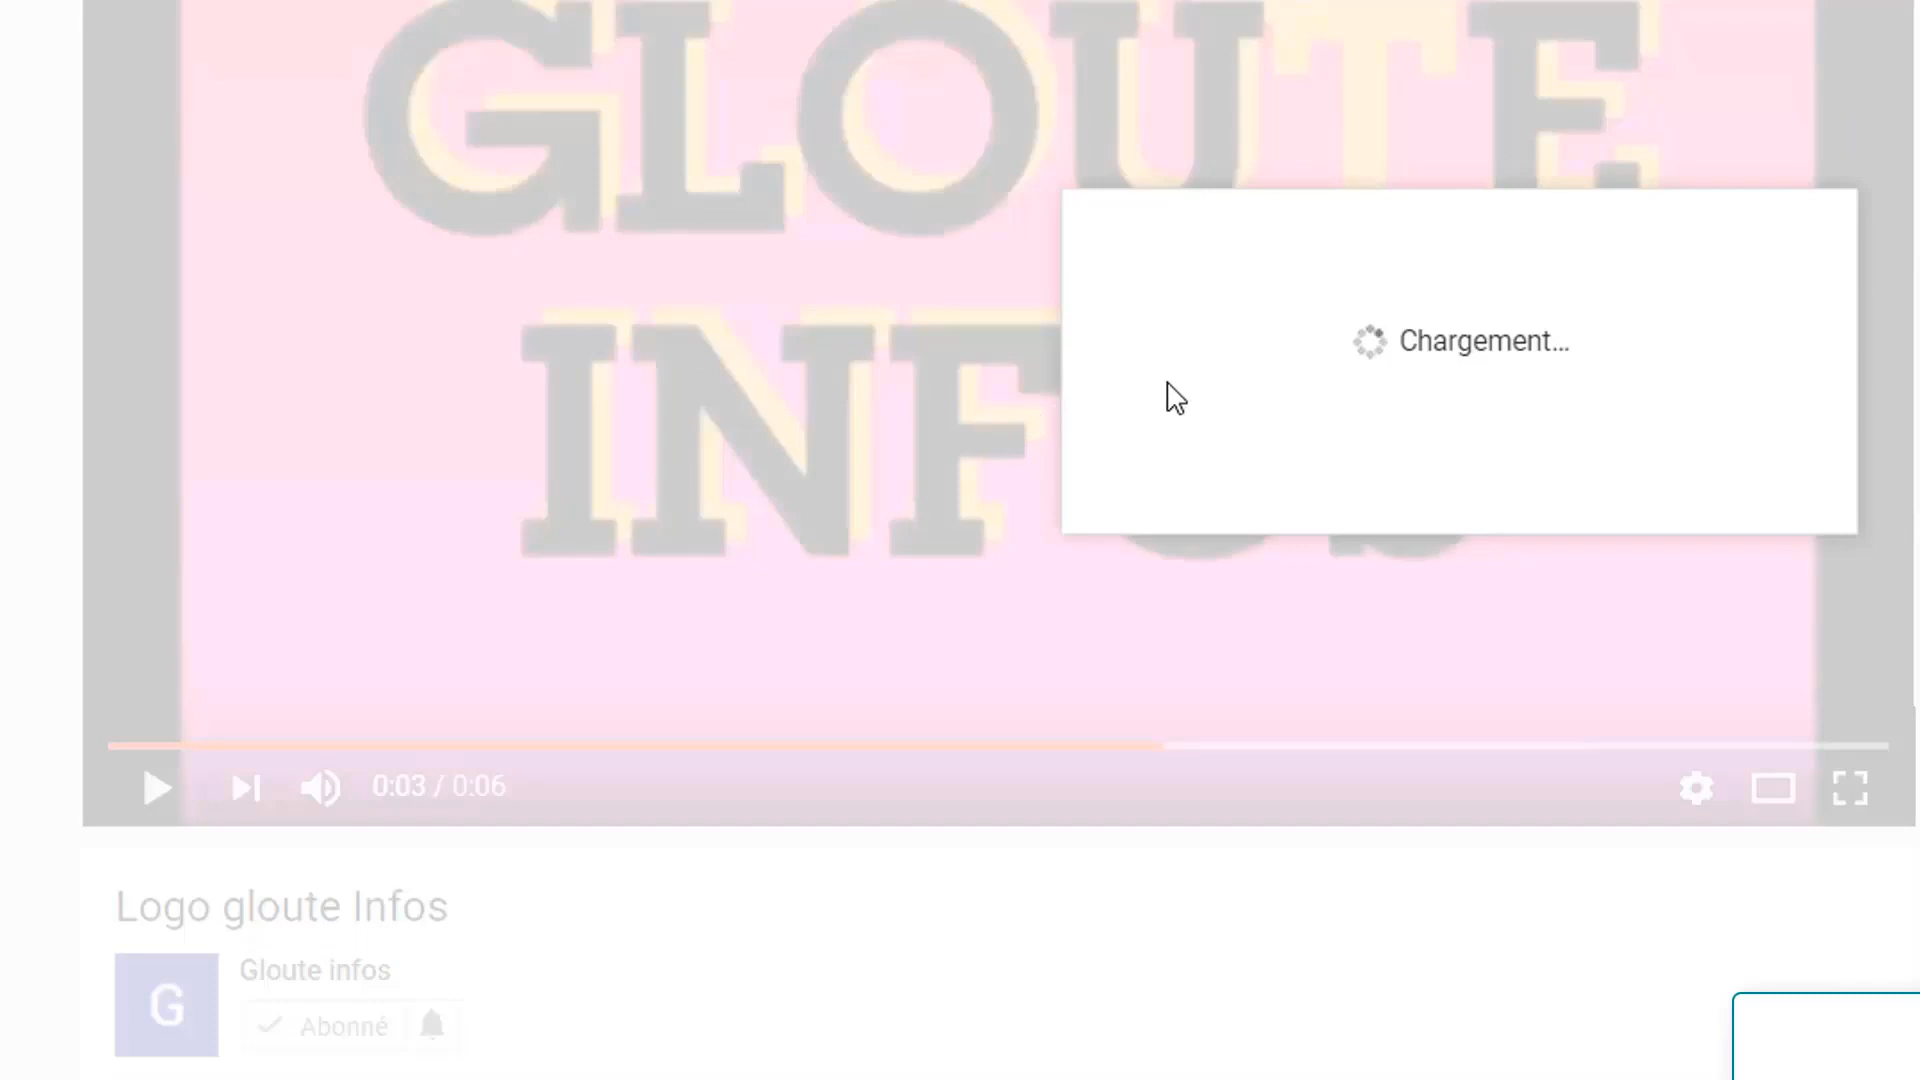 GLOUTE
INF
Chargement...
0:03 / 0:06
Logo gloute Infos
G
Gloute infos
Abonné